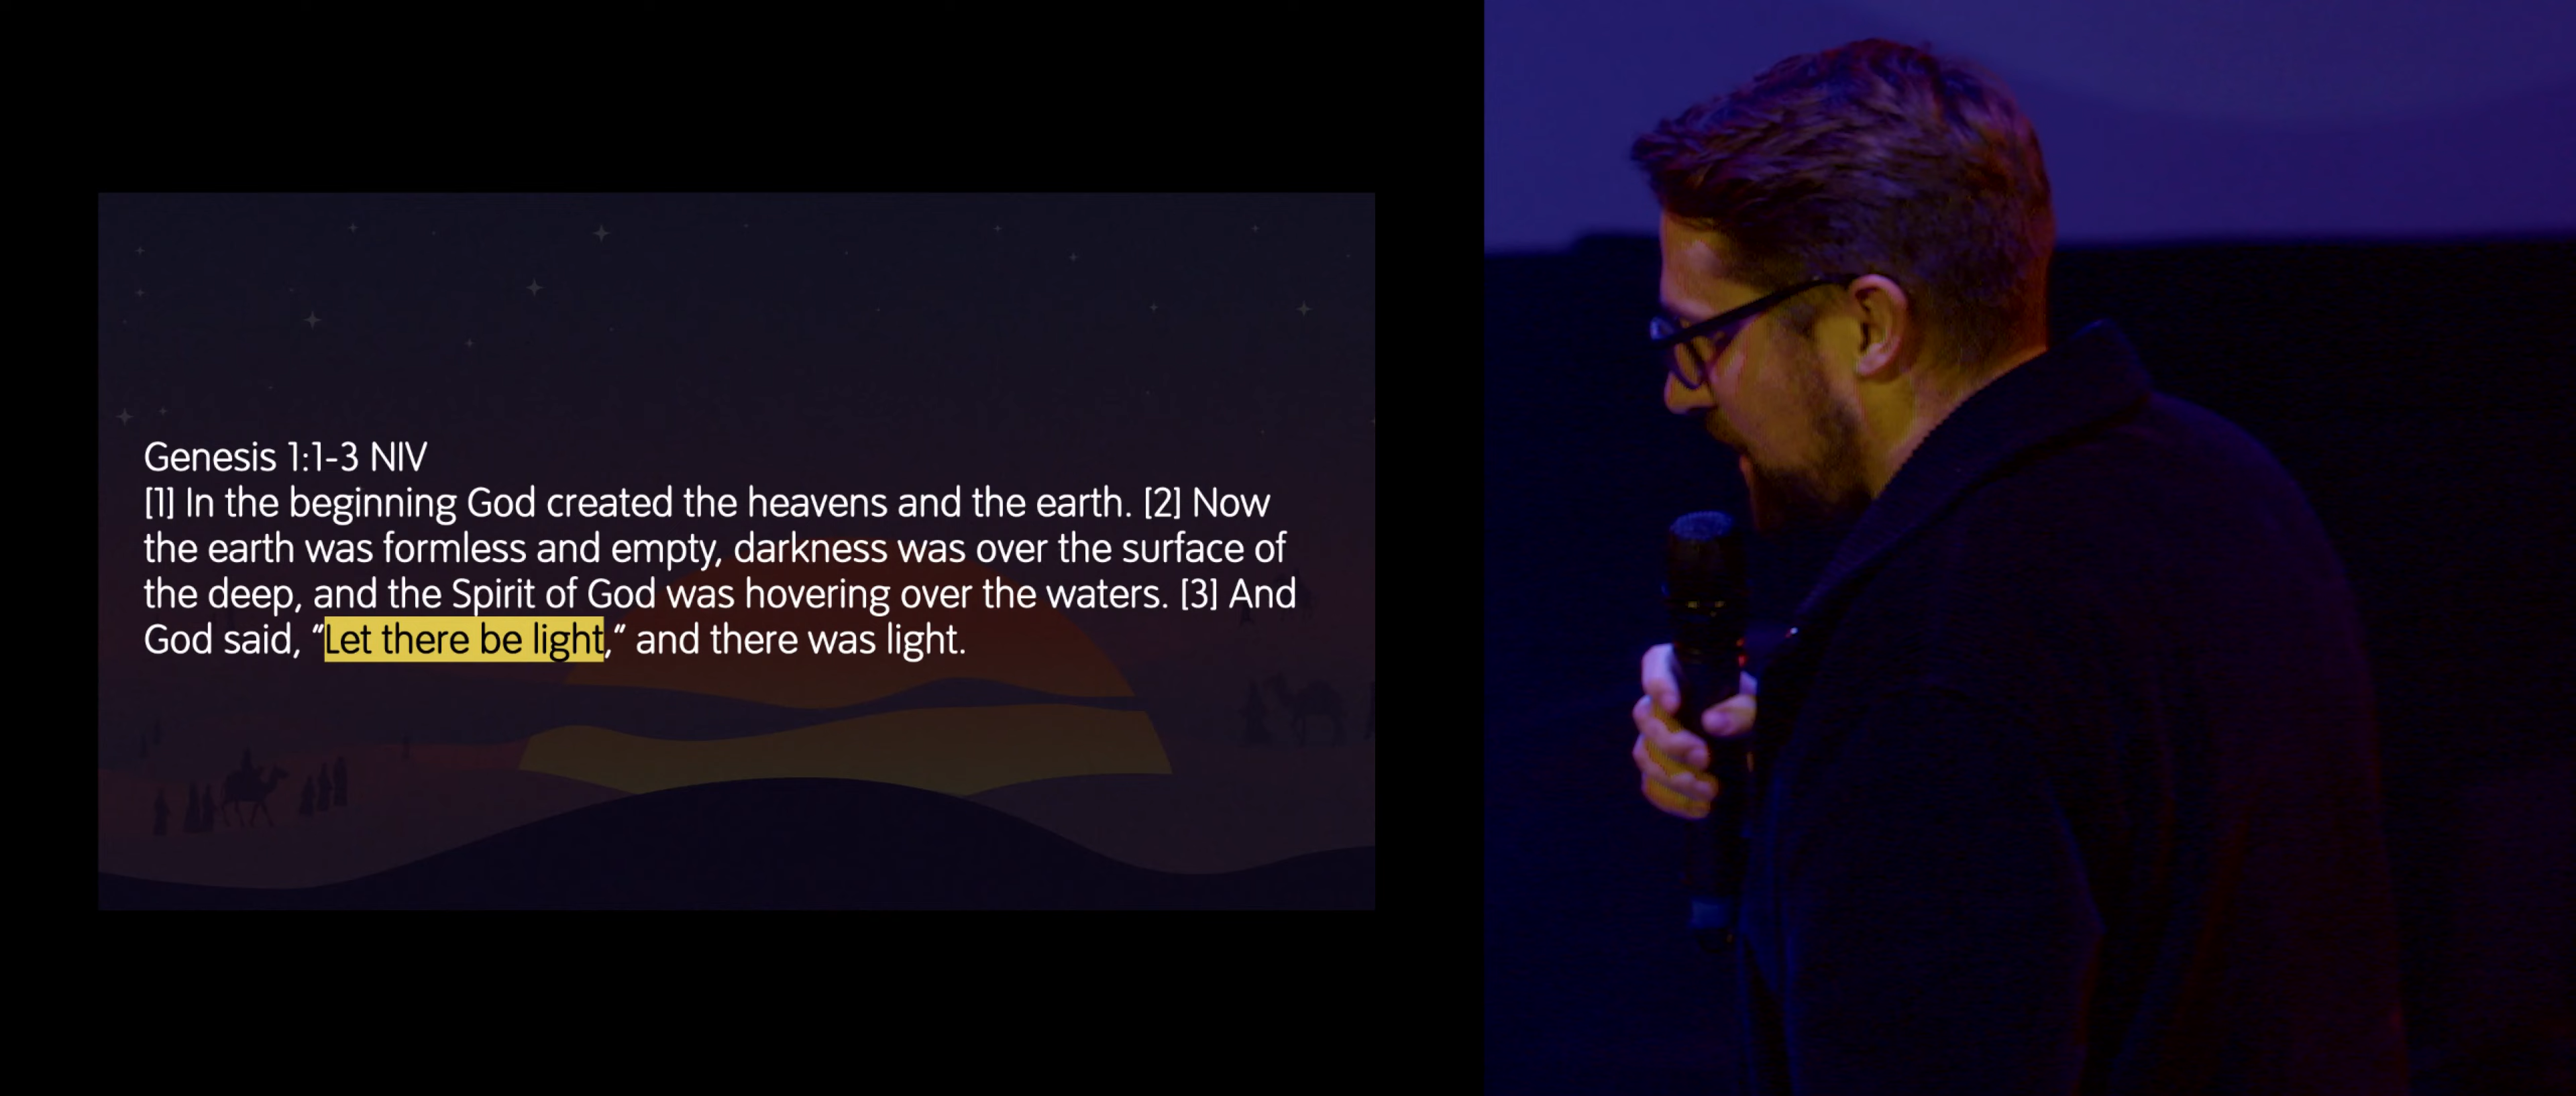 Genesis 1:1-3 NIV
[1] In the beginning God created the heavens and the earth. [2] Now
the earth was formless and empty, darkness was over the surface of
the deep, and the Spirit of God was hovering over the waters. [3] And
God said, “Let there be light,” and there was light.